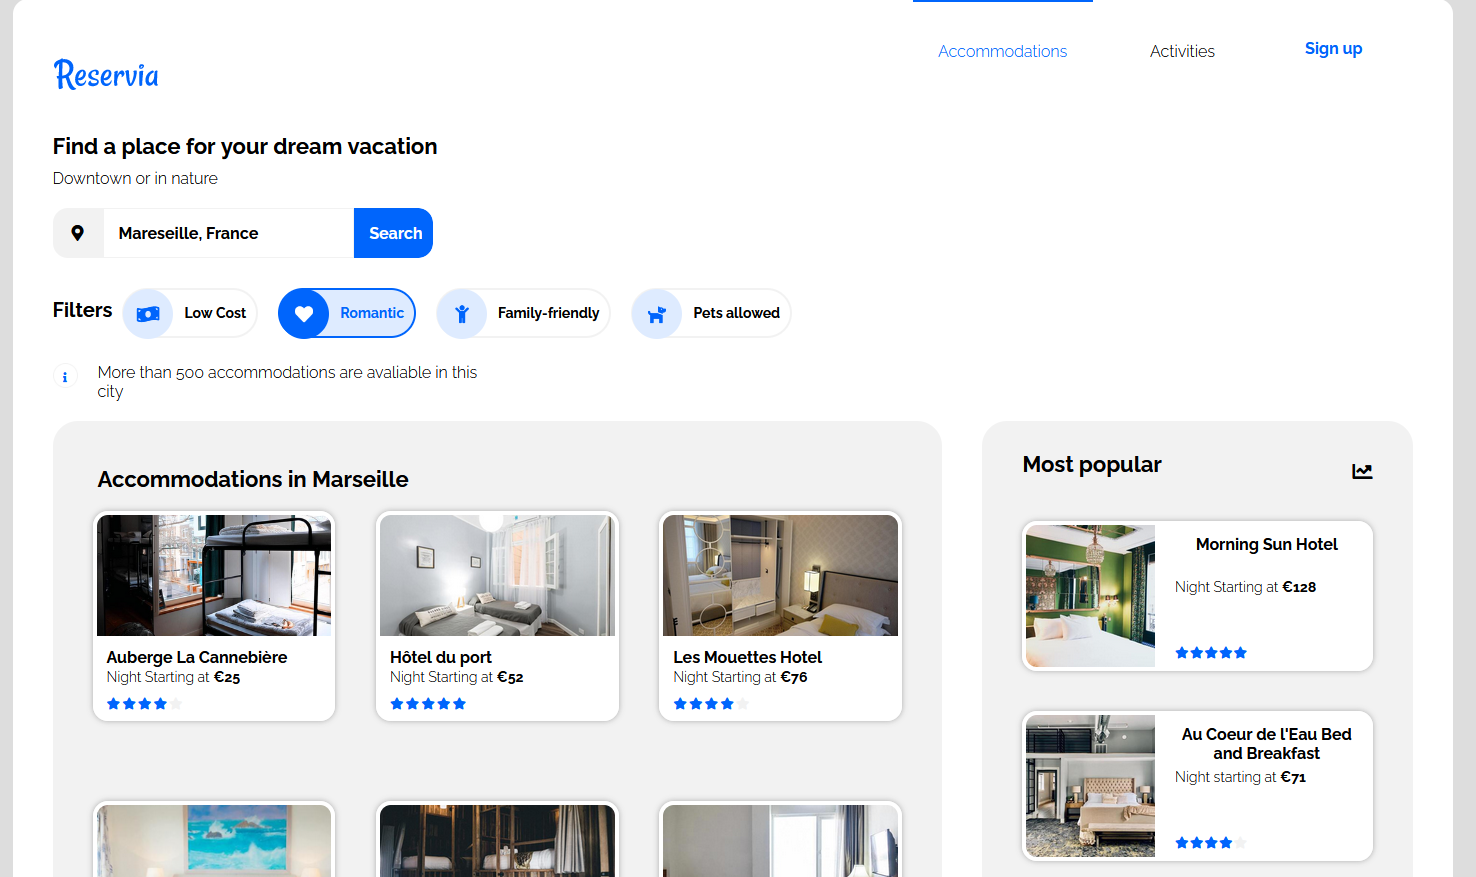 Reservia
Accommodations
Activities
Sign up
Find a place for your dream vacation
Downtown or in nature
Mareseille, France
Search
Filters
Low Cost
Romantic
Family-friendly
Pets allowed
More than 500 accommodations are avaliable in this
city
Accommodations in Marseille
Auberge La Cannebière
Night Starting at €25
Hôtel du port
Night Starting at €52
Les Mouettes Hotel
Night Starting at €76
Most popular
Morning Sun Hotel
Night Starting at €128
Au Coeur de l'Eau Bed
and Breakfast
Night starting at €71